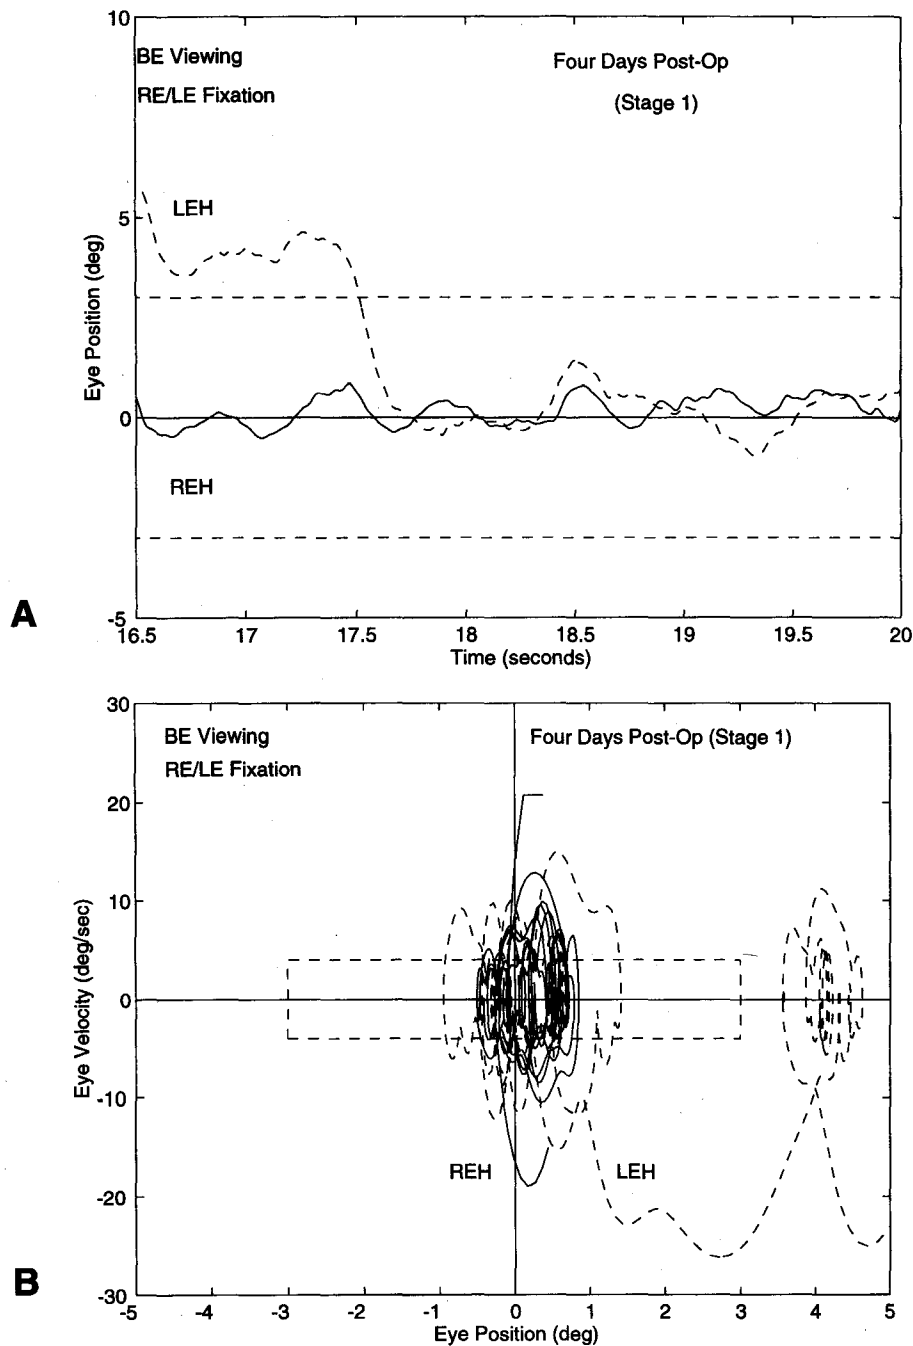 10
BE Viewing
Four Days Post-Op
RE/LE Fixation
(Stage 1)
LEH
5
Eye Position (deg)
0
REH
-5
16.5 17 17.5 18 18.5 19 19.5 20
Time (seconds)
A
30
BE Viewing
Four Days Post-Op (Stage 1)
RE/LE Fixation
20
10
Eye Velocity (deg/sec)
0
-10
REH
LEH
-20
-30
-5 -4 -3 -2 -1 0 1 2 3 4 5
Eye Position (deg)
B